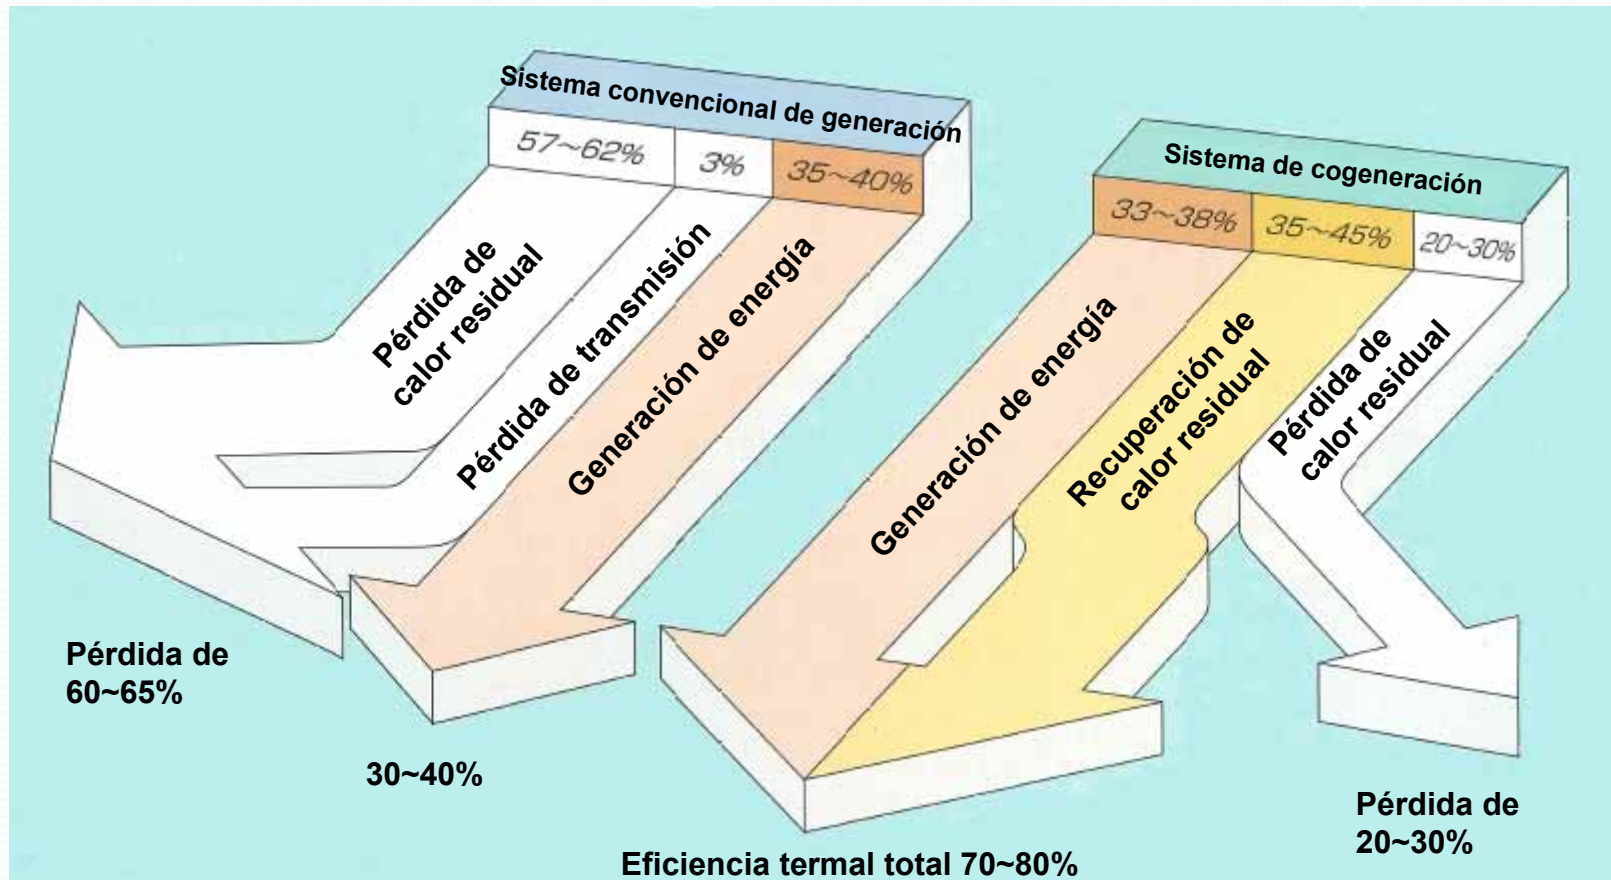 Sistema convencional de generación
57~62%
3%
35~40%
Pérdida de
calor residual
Pérdida de transmisión
Generación de energía
Pérdida de
60~65%
30~40%
Sistema de cogeneración
33~38%
35~45%
20~30%
Generación de energía
Recuperación de
calor residual
Pérdida de
calor residual
Eficiencia termal total 70~80%
Pérdida de
20~30%